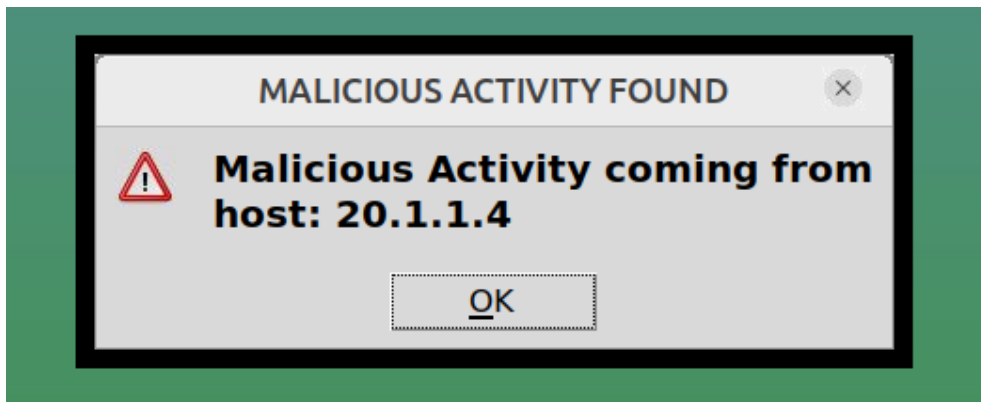 MALICIOUS ACTIVITY FOUND
Malicious Activity coming from
host: 20.1.1.4
OK